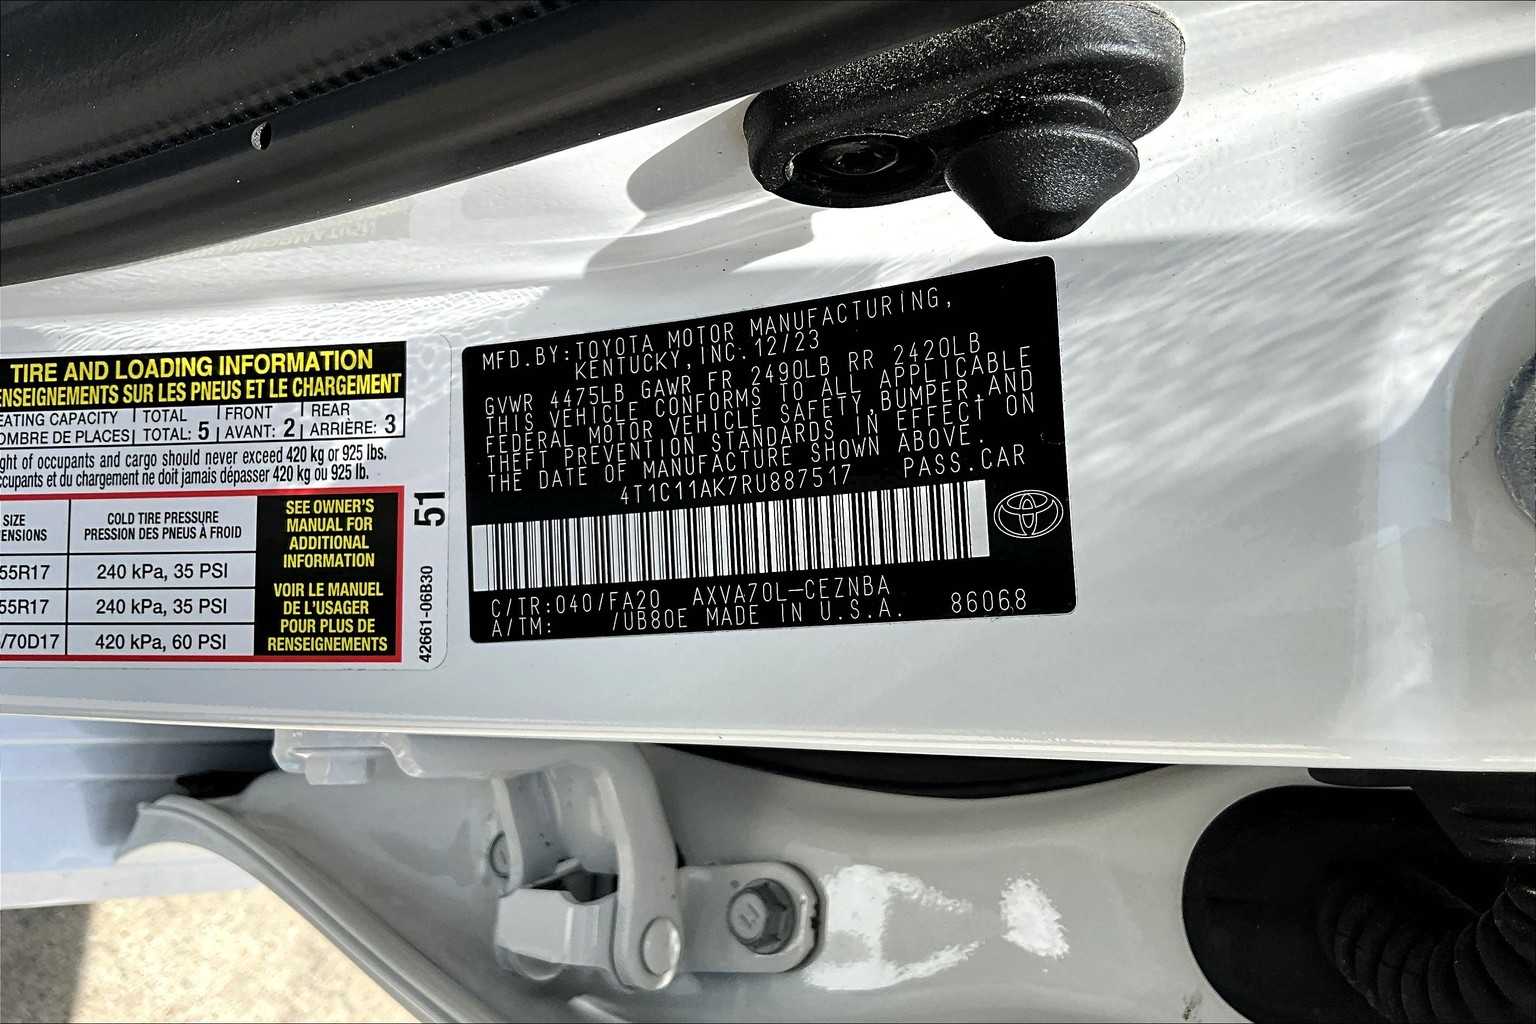 TIRE AND LOADING INFORMATION
ENSEIGNEMENTS SUR LES PNEUS ET LE CHARGEMENT
EATING CAPACITY TOTAL FRONT REAR
OMBRE DE PLACES TOTAL: 5 AVANT: 2 ARRIÈRE: 3
ght of occupants and cargo should never exceed 420 kg or 925 lbs.
ccupants et du chargement ne doit jamais dépasser 420 kg ou 925 lb.
SIZE
ENSIONS
COLD TIRE PRESSURE
PRESSION DES PNEUS À FROID
55R17 240 kPa, 35 PSI
55R17 240 kPa, 35 PSI
/70D17 420 kPa, 60 PSI
SEE OWNER'S
MANUAL FOR
ADDITIONAL
INFORMATION
VOIR LE MANUEL
DE L'USAGER
POUR PLUS DE
RENSEIGNEMENTS
51
42661-06B30
MFD.BY:TOYOTA MOTOR MANUFACTURING,
KENTUCKY,INC. 12/23
GVWR 4475LB GAWR FR 2490LB RR 2420LB
THIS VEHICLE CONFORMS TO ALL APPLICABLE
FEDERAL MOTOR VEHICLE SAFETY,BUMPER,AND
THEFT PREVENTION STANDARDS IN EFFECT ON
THE DATE OF MANUFACTURE SHOWN ABOVE.
PASS.CAR
4T1C11AK7RU887517
C/TR:040/FA20 AXVA70L-CEZNBA
A/TM: /UB80E MADE IN U.S.A. 86068